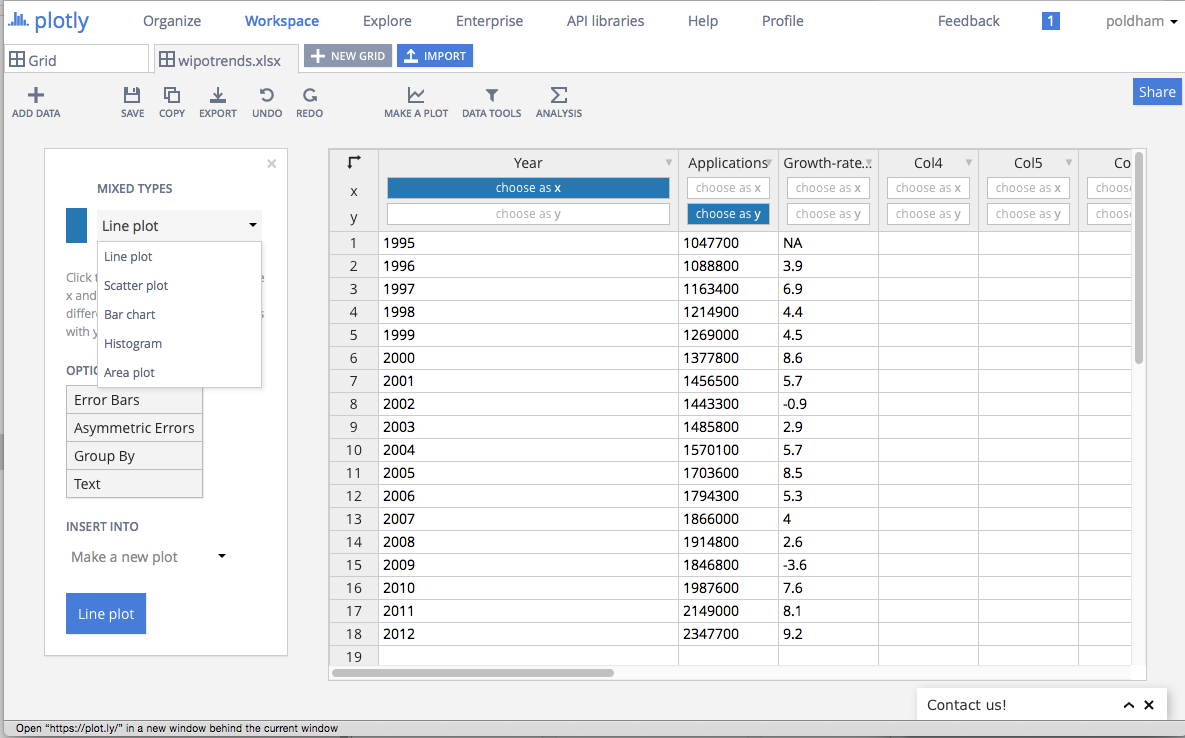 plotly Organize Workspace Explore Enterprise API libraries Help Profile Feedback 1 poldham
Grid wipotrends.xlsx NEW GRID IMPORT
ADD DATA SAVE COPY EXPORT UNDO REDO MAKE A PLOT DATA TOOLS ANALYSIS Share
MIXED TYPES
Line plot
Line plot
Scatter plot
Bar chart
Histogram
Area plot
Click
x and
differ
with y
OPTIO
Error Bars
Asymmetric Errors
Group By
Text
INSERT INTO
Make a new plot
Line plot
Year Applications Growth-rate... Col4 Col5 Co
x choose as x choose as x choose as x choose as x choose as x choose
y choose as y choose as y choose as y choose as y choose as y choose
1 1995 1047700 NA
2 1996 1088800 3.9
3 1997 1163400 6.9
4 1998 1214900 4.4
5 1999 1269000 4.5
6 2000 1377800 8.6
7 2001 1456500 5.7
8 2002 1443300 -0.9
9 2003 1485800 2.9
10 2004 1570100 5.7
11 2005 1703600 8.5
12 2006 1794300 5.3
13 2007 1866000 4
14 2008 1914800 2.6
15 2009 1846800 -3.6
16 2010 1987600 7.6
17 2011 2149000 8.1
18 2012 2347700 9.2
19
Contact us!
Open “https://plot.ly/” in a new window behind the current window